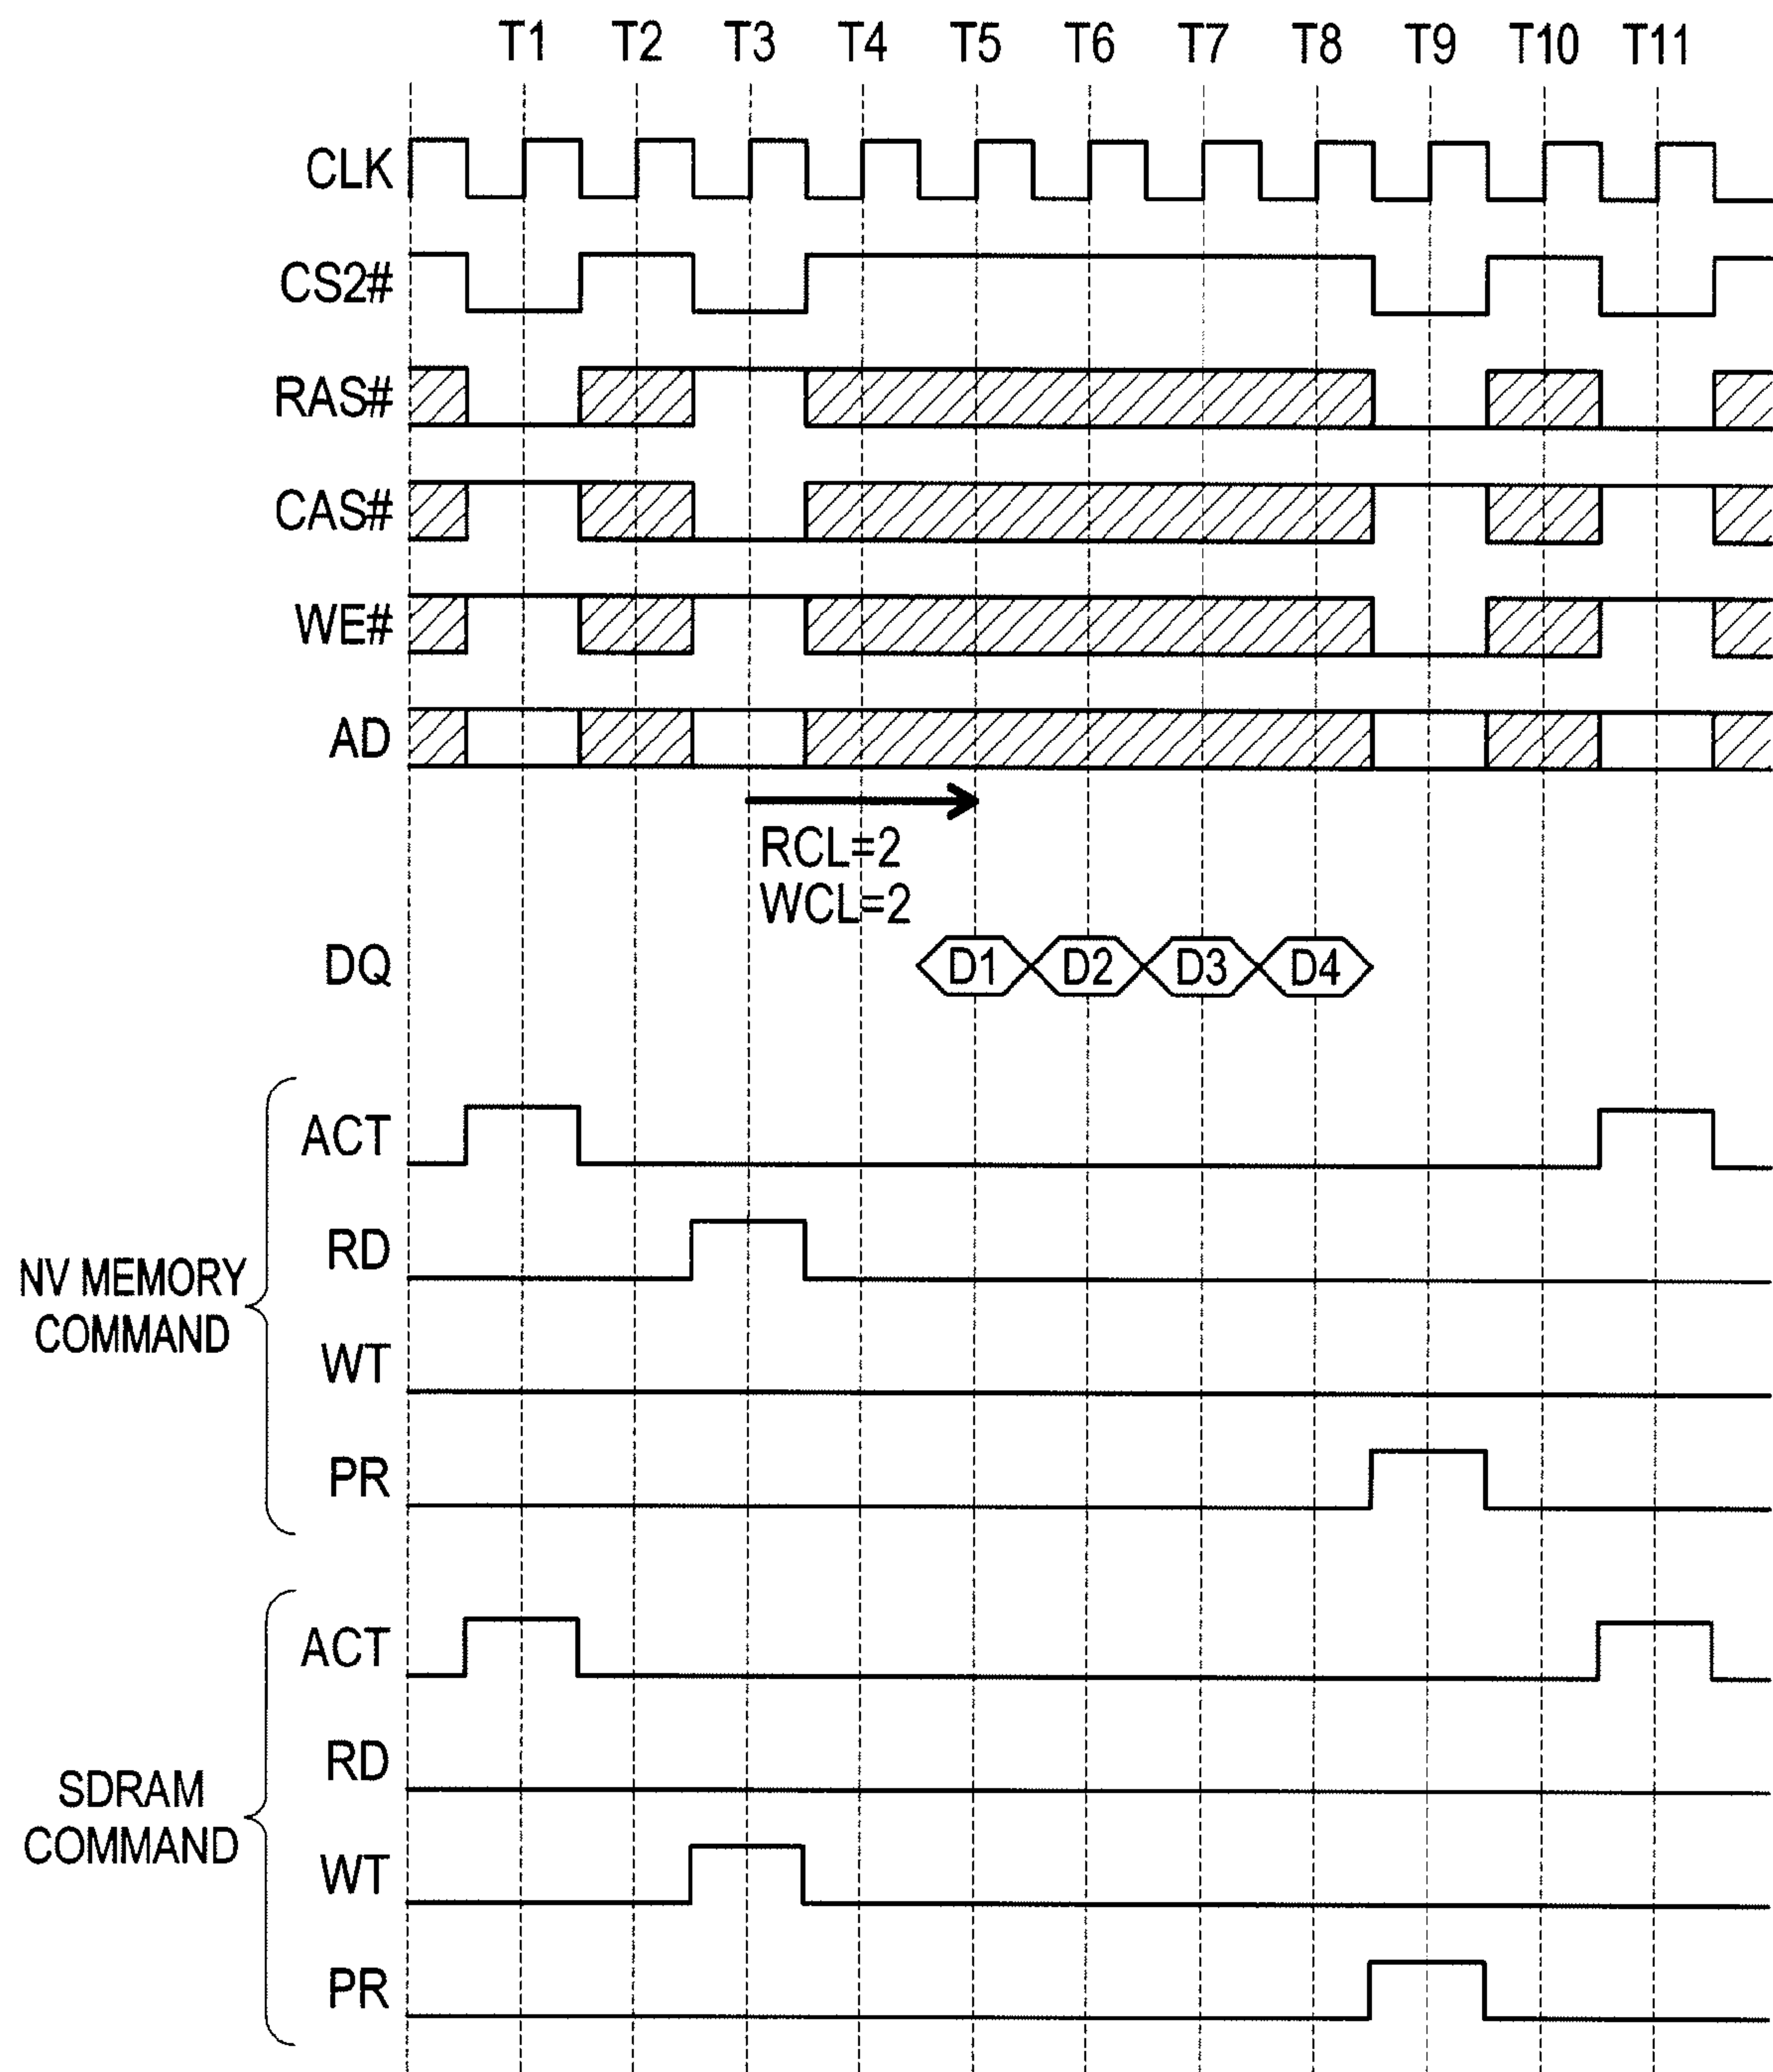 T1 T2 T3 T4 T5 T6 T7 T8 T9 T10 T11
CLK
CS2#
RAS#
CAS#
WE#
AD
RCL=2
WCL=2
DQ D1 D2 D3 D4
NV MEMORY
COMMAND
ACT
RD
WT
PR
SDRAM
COMMAND
ACT
RD
WT
PR